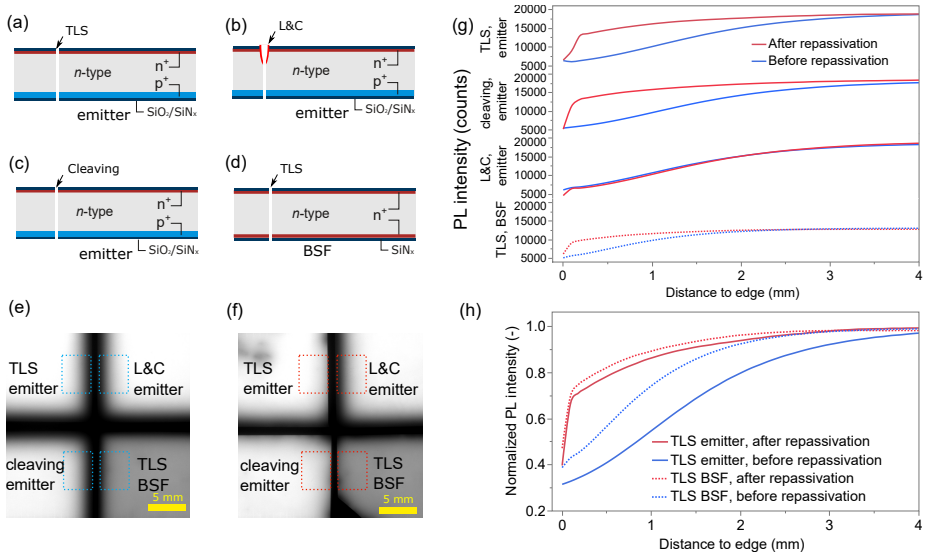 (a)
TLS
n-type
n⁺
p⁺
emitter
SiO₂/SiNₓ
(b)
L&C
n-type
n⁺
p⁺
emitter
SiO₂/SiNₓ
(c)
Cleaving
n-type
n⁺
p⁺
emitter
SiO₂/SiNₓ
(d)
TLS
n-type
n⁺
BSF
SiNₓ
(e)
TLS
emitter
L&C
emitter
cleaving
emitter
TLS
BSF
5 mm
(f)
TLS
emitter
L&C
emitter
cleaving
emitter
TLS
BSF
5 mm
(g)
PL intensity (counts)
TLS,
emitter
20000
15000
10000
5000
cleaving,
emitter
20000
15000
10000
5000
L&C,
emitter
20000
15000
10000
5000
TLS, BSF
20000
15000
10000
5000
After repassivation
Before repassivation
0
1
2
3
4
Distance to edge (mm)
(h)
Normalized PL intensity (-)
1.0
0.8
0.6
0.4
0.2
TLS emitter, after repassivation
TLS emitter, before repassivation
TLS BSF, after repassivation
TLS BSF, before repassivation
0
1
2
3
4
Distance to edge (mm)